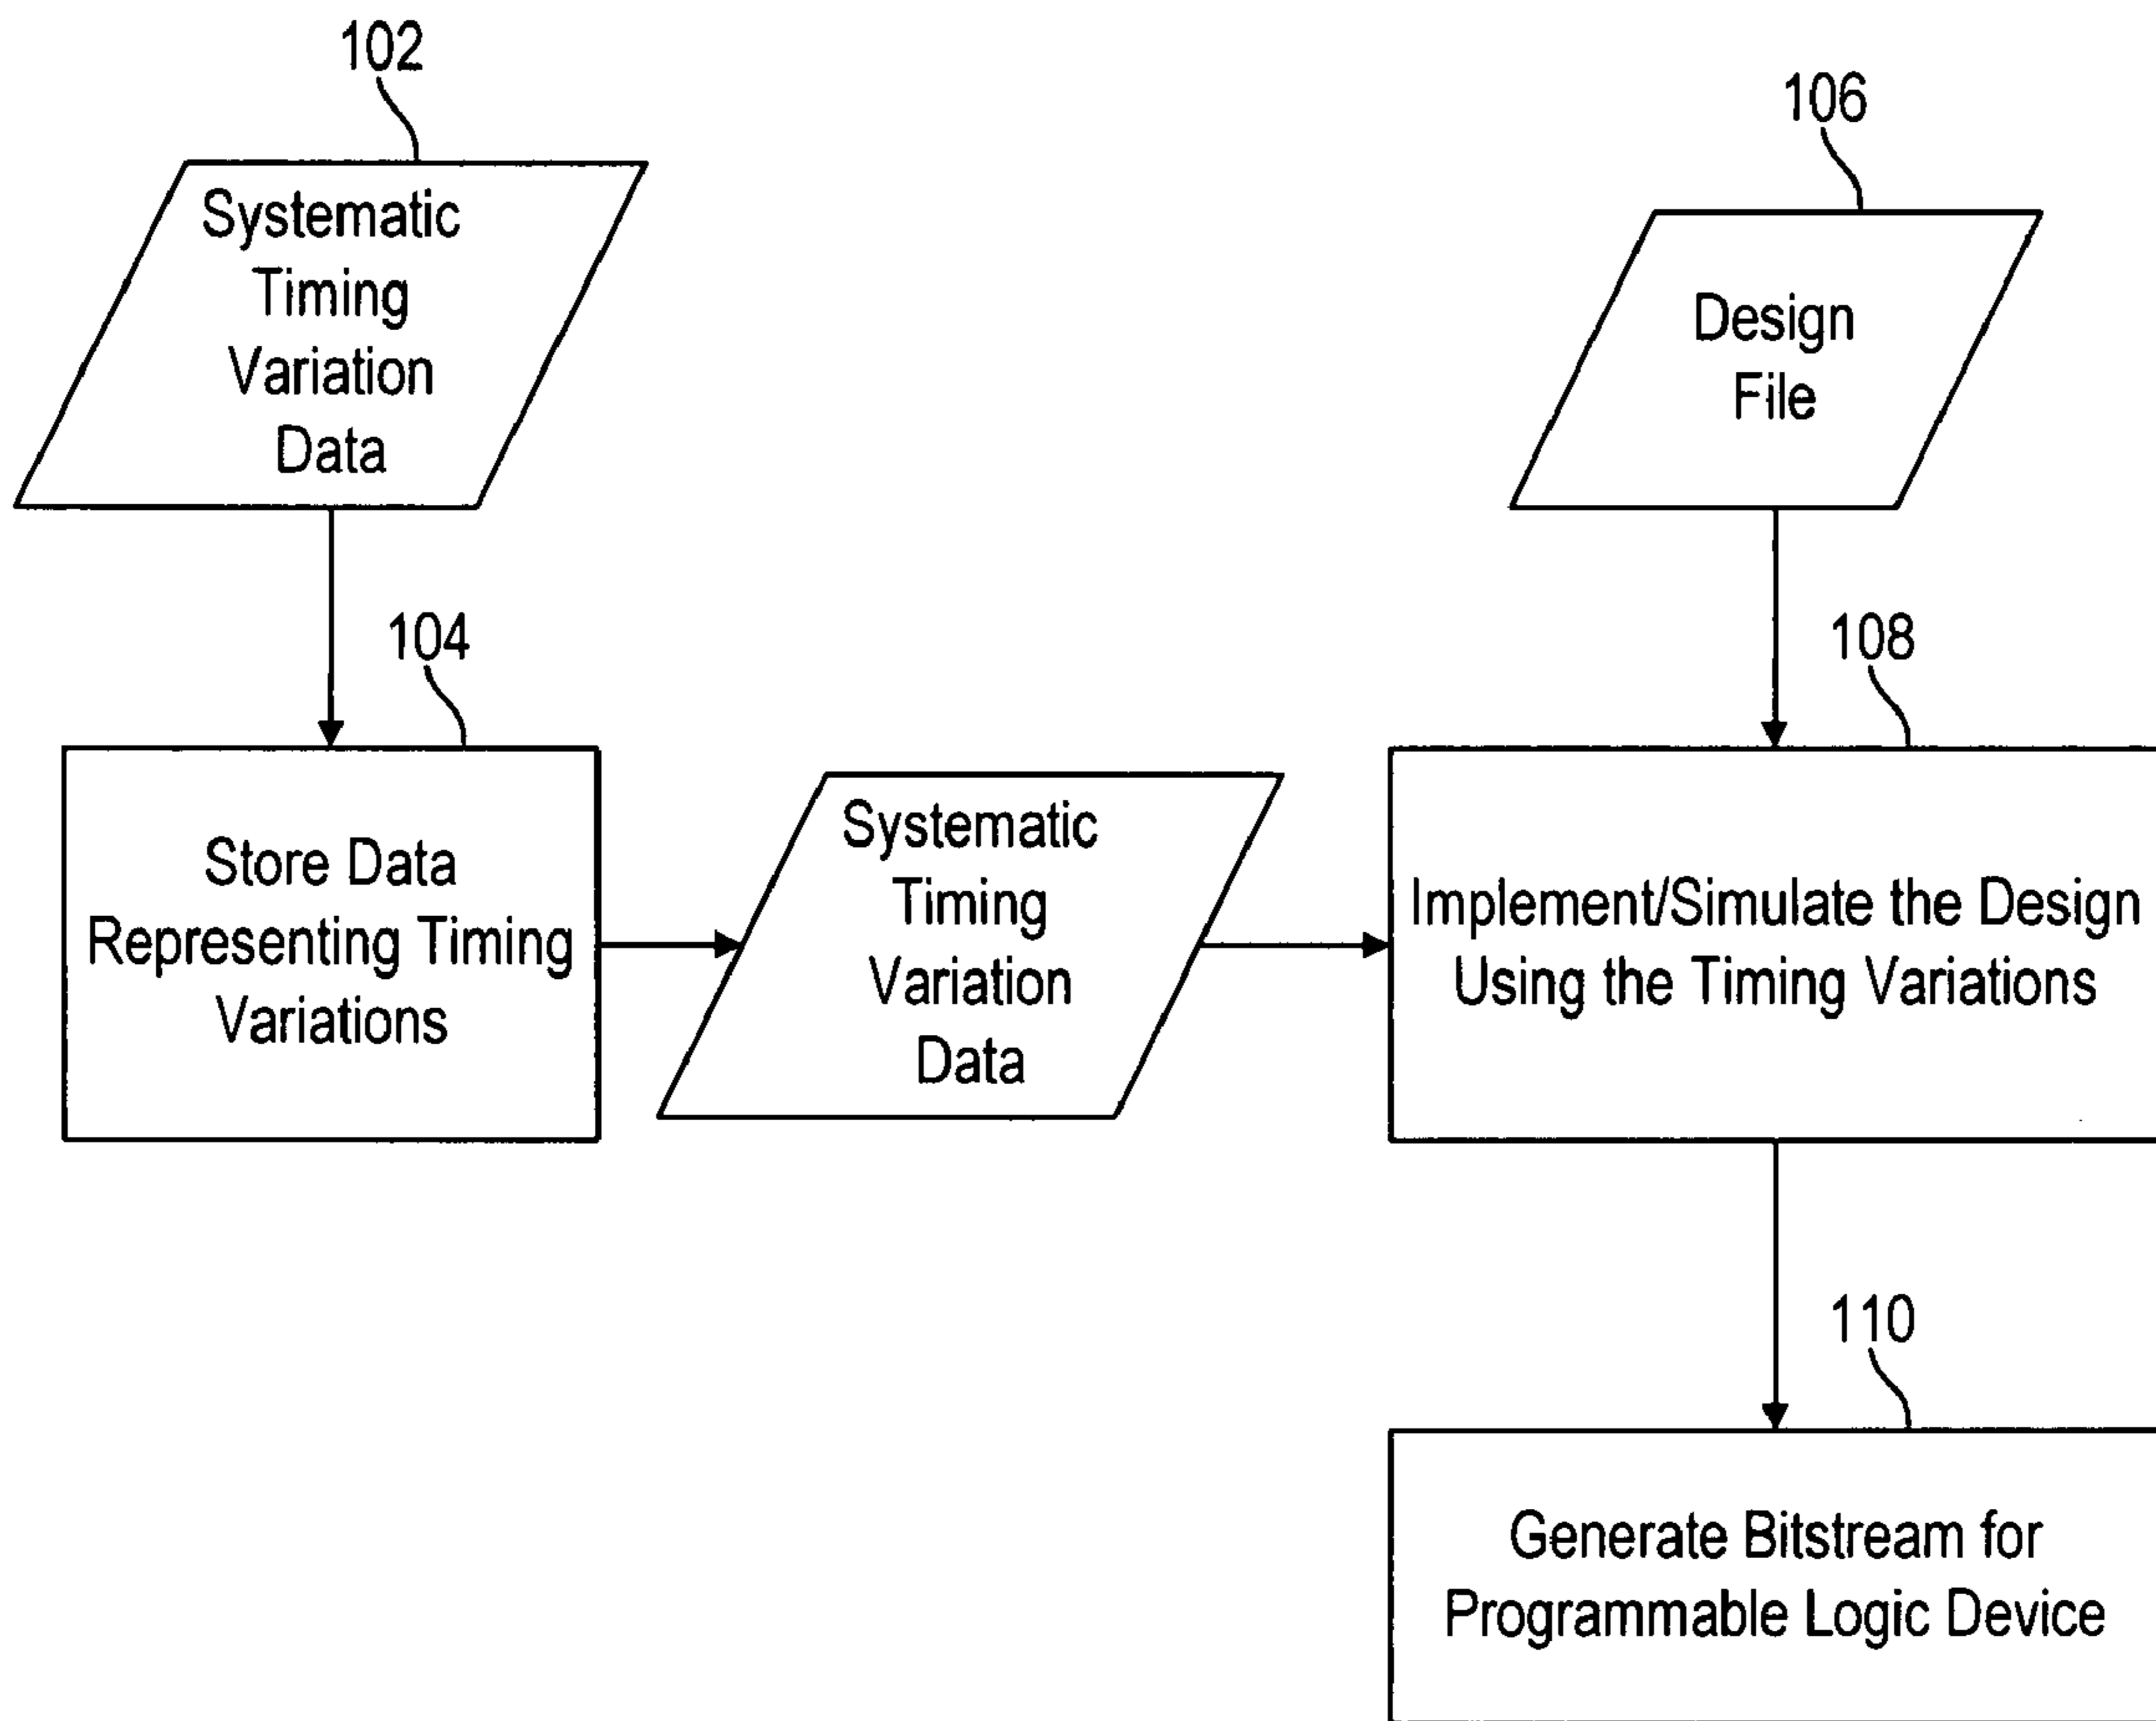 102
Systematic
Timing
Variation
Data
106
Design
File
104
Store Data
Representing Timing
Variations
Systematic
Timing
Variation
Data
108
Implement/Simulate the Design
Using the Timing Variations
110
Generate Bitstream for
Programmable Logic Device